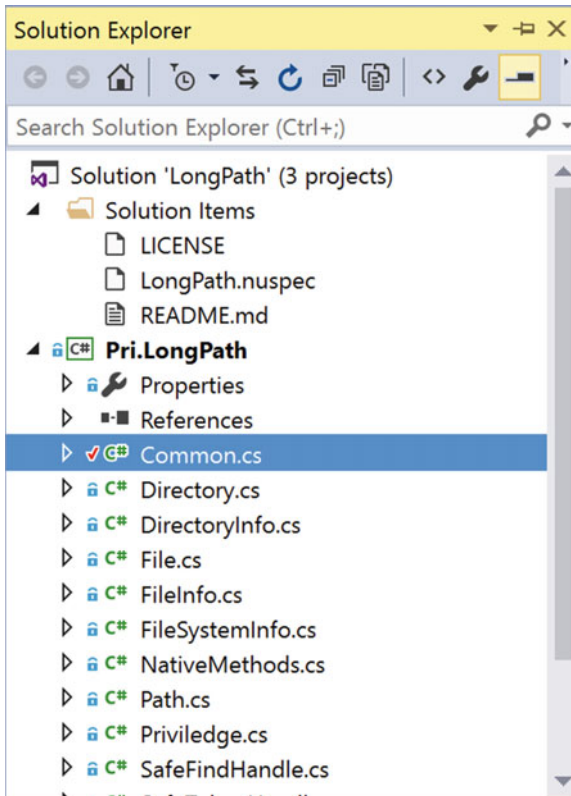 Solution Explorer
Search Solution Explorer (Ctrl+;)
Solution 'LongPath' (3 projects)
Solution Items
LICENSE
LongPath.nuspec
README.md
C# Pri.LongPath
Properties
References
C# Common.cs
C# Directory.cs
C# DirectoryInfo.cs
C# File.cs
C# FileInfo.cs
C# FileSystemInfo.cs
C# NativeMethods.cs
C# Path.cs
C# Priviledge.cs
C# SafeFindHandle.cs